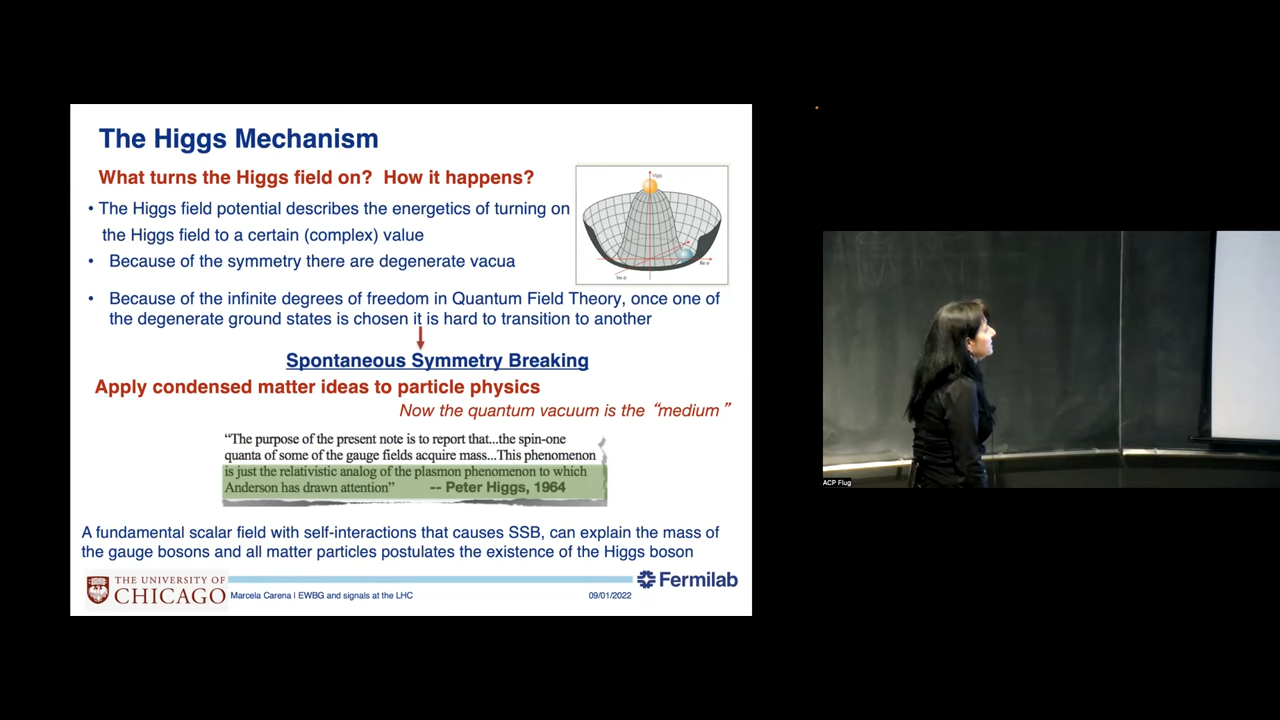 The Higgs Mechanism
What turns the Higgs field on?  How it happens?
• The Higgs field potential describes the energetics of turning on
the Higgs field to a certain (complex) value
• Because of the symmetry there are degenerate vacua
• Because of the infinite degrees of freedom in Quantum Field Theory, once one of
the degenerate ground states is chosen it is hard to transition to another
Spontaneous Symmetry Breaking
Apply condensed matter ideas to particle physics
Now the quantum vacuum is the “medium”
“The purpose of the present note is to report that...the spin-one
quanta of some of the gauge fields acquire mass...This phenomenon
is just the relativistic analog of the plasmon phenomenon to which
Anderson has drawn attention” -- Peter Higgs, 1964
A fundamental scalar field with self-interactions that causes SSB, can explain the mass of
the gauge bosons and all matter particles postulates the existence of the Higgs boson
THE UNIVERSITY OF
CHICAGO
Marcela Carena | EWBG and signals at the LHC
09/01/2022
Fermilab
ACP Flug